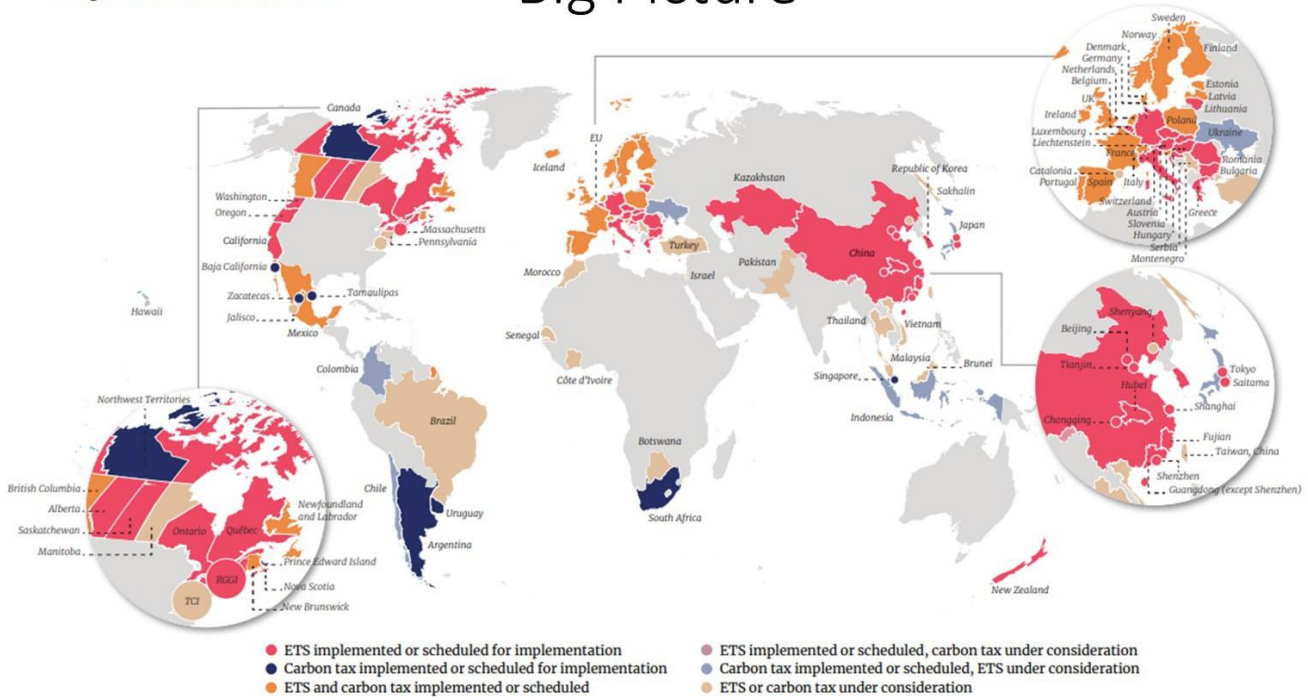 Big Picture
Sweden
Norway
Denmark
Germany
Netherlands
Belgium
UK
Ireland
Luxembourg
Liechtenstein
Finland
Estonia
Latvia
Lithuania
Poland
Ukraine
France
Romania
Bulgaria
Catalonia
Portugal
Spain
Italy
Switzerland
Austria
Slovenia
Hungary
Greece
Serbia
Montenegro
Canada
EU
Iceland
Kazakhstan
Republic of Korea
Sakhalin
Washington
Oregon
California
Massachusetts
Pennsylvania
Japan
Baja California
Zacatecas
Tamaulipas
Jalisco
Mexico
Hawaii
Turkey
China
Morocco
Israel
Pakistan
Senegal
Thailand
Vietnam
Côte d'Ivoire
Malaysia
Brunei
Singapore
Indonesia
Colombia
Brazil
Botswana
Chile
Uruguay
South Africa
Argentina
New Zealand
Shenyang
Beijing
Tianjin
Hubei
Tokyo
Saitama
Chongqing
Shanghai
Fujian
Taiwan, China
Shenzhen
Guangdong (except Shenzhen)
Northwest Territories
British Columbia
Alberta
Saskatchewan
Manitoba
Ontario
Québec
Newfoundland
and Labrador
Prince Edward Island
RGGI
Nova Scotia
TCI
New Brunswick
ETS implemented or scheduled for implementation
Carbon tax implemented or scheduled for implementation
ETS and carbon tax implemented or scheduled
ETS implemented or scheduled, carbon tax under consideration
Carbon tax implemented or scheduled, ETS under consideration
ETS or carbon tax under consideration